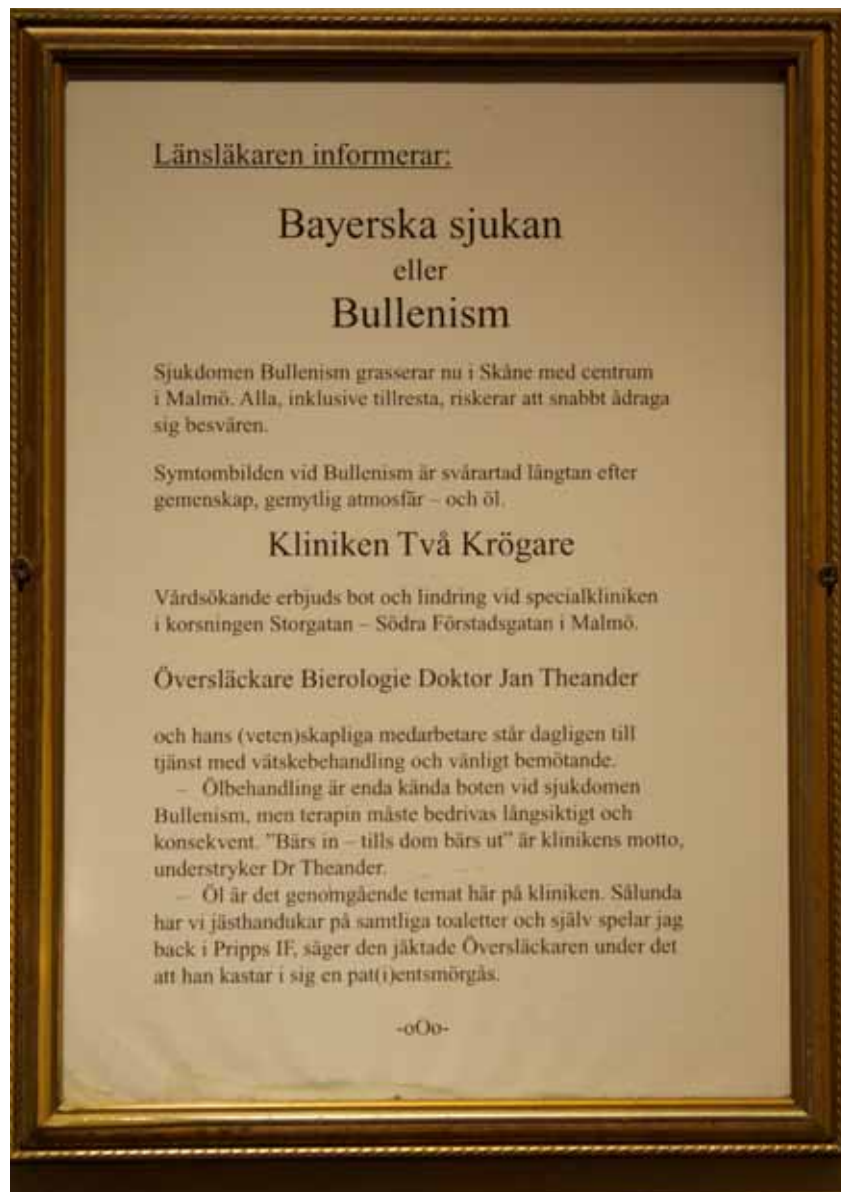 Länsläkaren informerar:
Bayerska sjukan
eller
Bullenism
Sjukdomen Bullenism grasserar nu i Skåne med centrum
i Malmö. Alla, inklusive tillresta, riskerar att snabbt ådraga
sig besvären.
Symtombilden vid Bullenism är svårartad längtan efter
gemenskap, gemytlig atmosfär – och öl.
Kliniken Två Krögare
Vårdsökande erbjuds bot och lindring vid specialkliniken
i korsningen Storgatan – Södra Förstadsgatan i Malmö.
Översläckare Bierologie Doktor Jan Theander
och hans (veten)skapliga medarbetare står dagligen till
tjänst med vätskebehandling och vänligt bemötande.
– Ölbehandling är enda kända boten vid sjukdomen
Bullenism, men terapin måste bedrivas långsiktigt och
konsekvent. ”Bärs in – tills dom bärs ut” är klinikens motto,
understryker Dr Theander.
– Öl är det genomgående temat här på kliniken. Sålunda
har vi jästhandukar på samtliga toaletter och själv spelar jag
back i Pripps IF, säger den jäktade Översläckaren under det
att han kastar i sig en pat(i)entsmörgås.
-oOo-